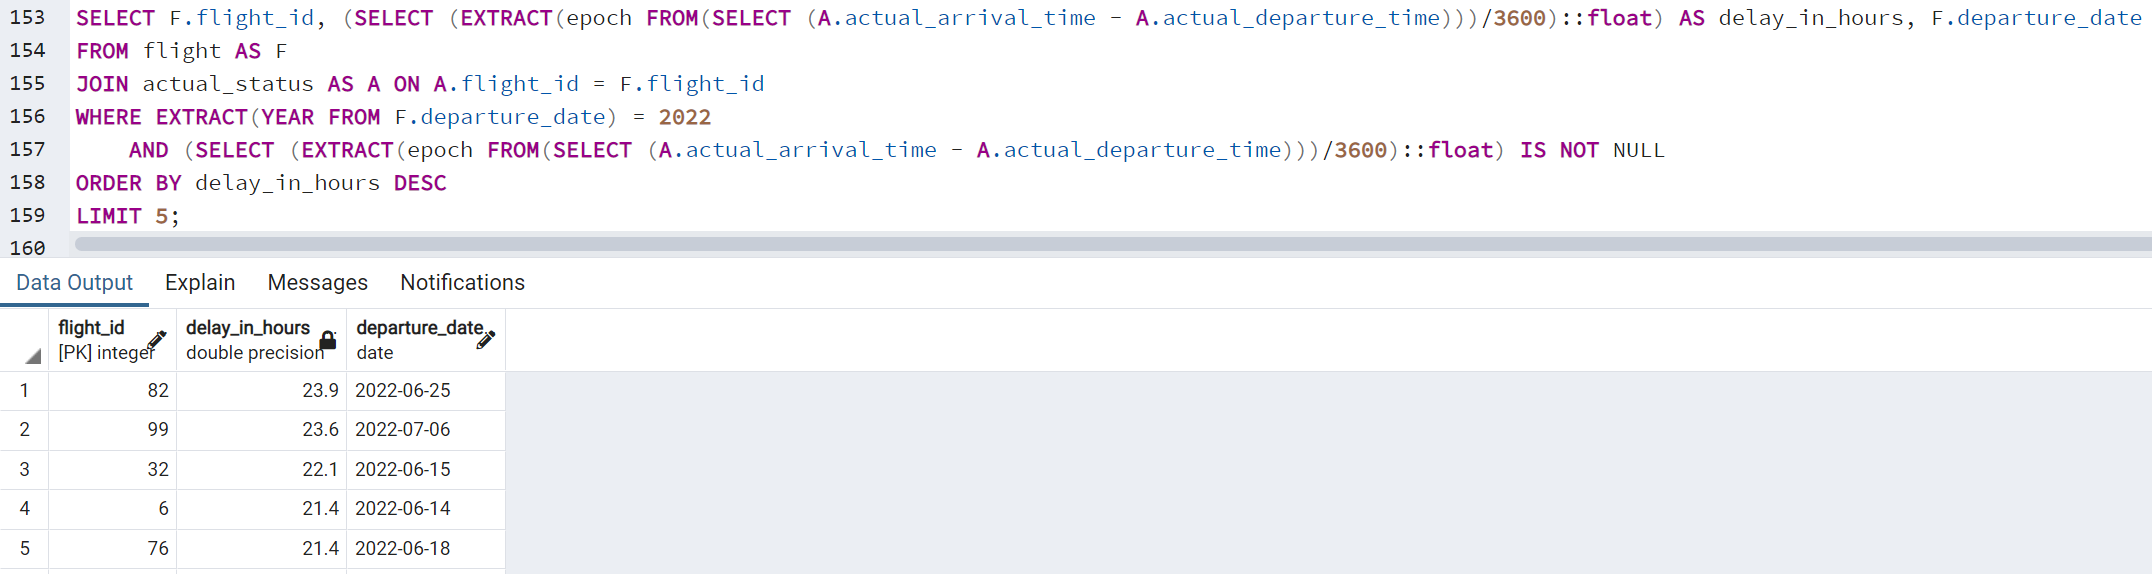 153 SELECT F.flight_id, (SELECT (EXTRACT(epoch FROM(SELECT (A.actual_arrival_time - A.actual_departure_time)))/3600)::float) AS delay_in_hours, F.departure_date
154 FROM flight AS F
155 JOIN actual_status AS A ON A.flight_id = F.flight_id
156 WHERE EXTRACT(YEAR FROM F.departure_date) = 2022
157 AND (SELECT (EXTRACT(epoch FROM(SELECT (A.actual_arrival_time - A.actual_departure_time)))/3600)::float) IS NOT NULL
158 ORDER BY delay_in_hours DESC
159 LIMIT 5;
160
Data Output Explain Messages Notifications
flight_id delay_in_hours departure_date
[PK] integer double precision date
1 82 23.9 2022-06-25
2 99 23.6 2022-07-06
3 32 22.1 2022-06-15
4 6 21.4 2022-06-14
5 76 21.4 2022-06-18